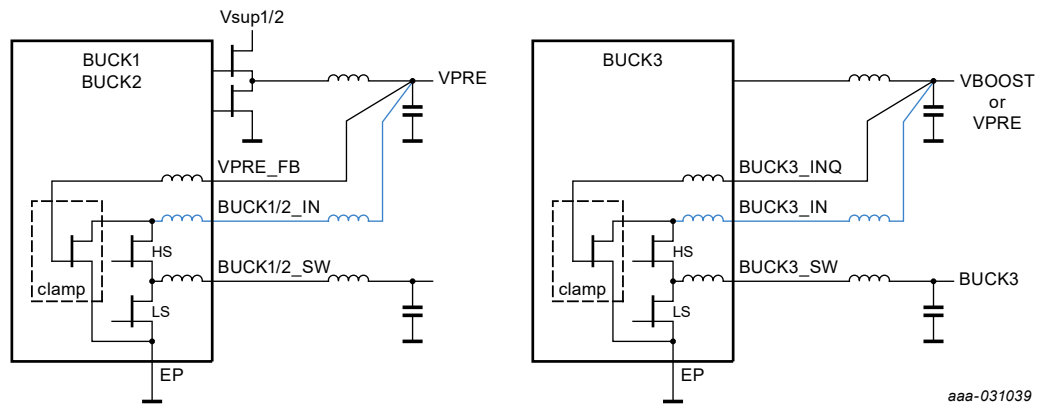 Vsup1/2
BUCK1
BUCK2
VPRE
VPRE_FB
BUCK1/2_IN
HS
BUCK1/2_SW
clamp
LS
EP
BUCK3
VBOOST
or
VPRE
BUCK3_INQ
BUCK3_IN
HS
BUCK3_SW
BUCK3
clamp
LS
EP
aaa-031039